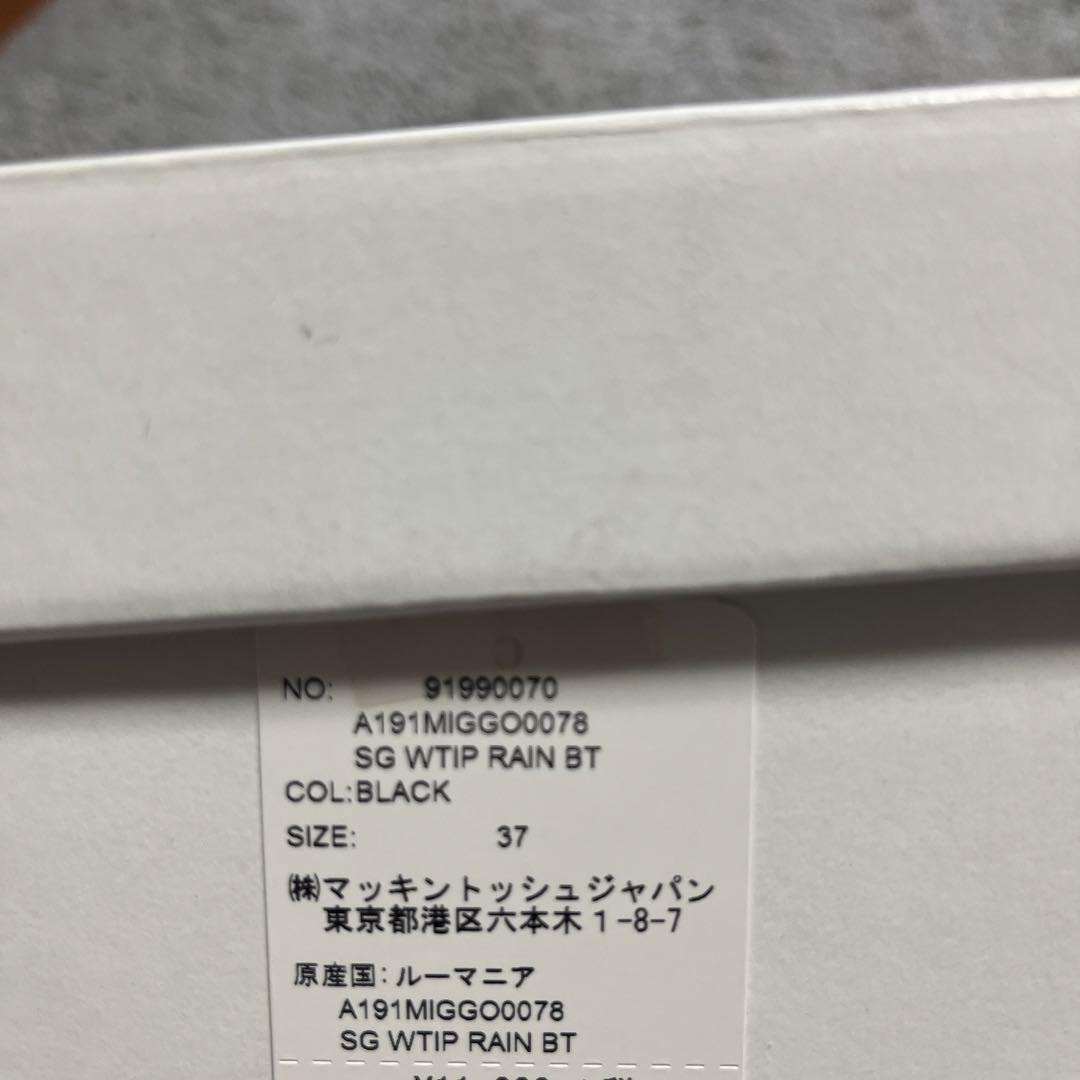 NO: 91990070
A191MIGGO0078
SG WTIP RAIN BT
COL:BLACK
SIZE: 37
㈱マッキントッシュジャパン
東京都港区六本木1-8-7
原産国:ルーマニア
A191MIGGO0078
SG WTIP RAIN BT